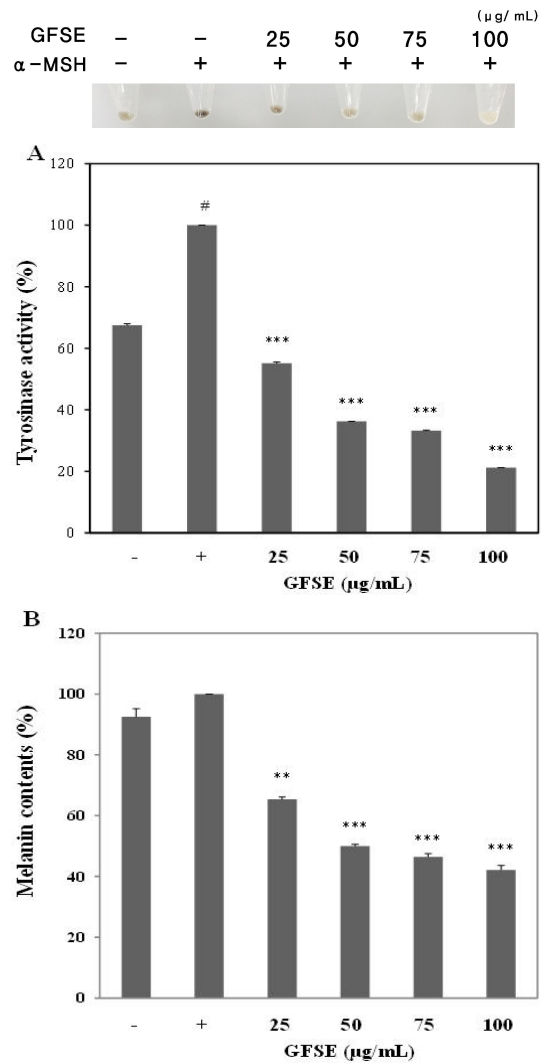 (μg/ mL)
GFSE – – 25 50 75 100
α-MSH – + + + + +
A
120
#
100
Tyrosinase activity (%)
80
***
60
***
***
40
***
20
0
- + 25 50 75 100
GFSE (μg/mL)
B
120
100
Melanin contents (%)
80
**
60
***
***
***
40
20
0
- + 25 50 75 100
GFSE (μg/mL)